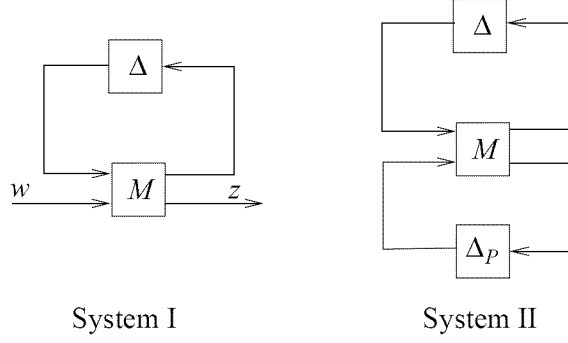 Δ Δ
M M
w z
Δ_P
System I System II